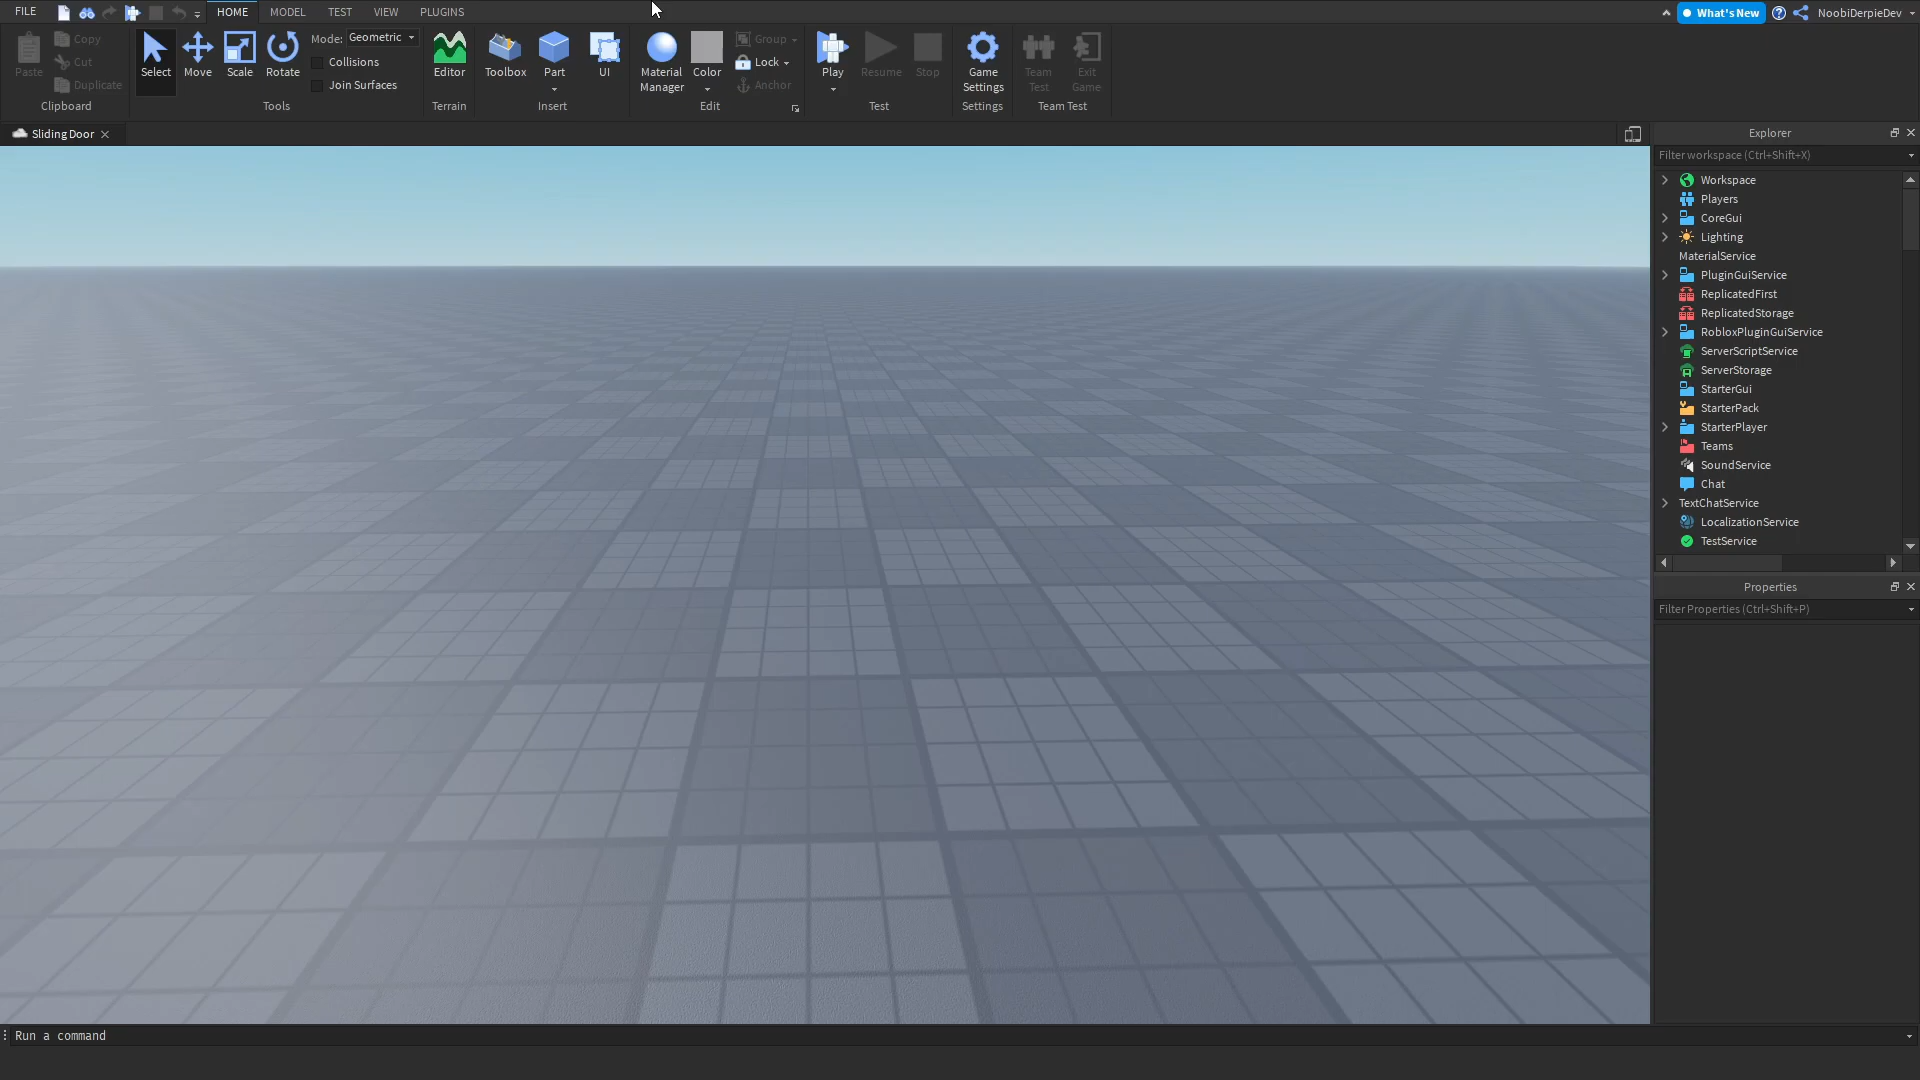 FILE HOME MODEL TEST VIEW PLUGINS What's New NoobiDerpieDev
Paste Copy Cut Duplicate Clipboard
Select Move Scale Rotate Mode: Geometric Collisions Join Surfaces Tools
Editor Terrain
Toolbox Part UI Insert
Material Manager Color Group Lock Anchor Edit
Play Resume Stop Test
Game Settings Settings
Team Test Exit Game Team Test
Sliding Door
Explorer
Filter workspace (Ctrl+Shift+X)
Workspace
Players
CoreGui
Lighting
MaterialService
PluginGuiService
ReplicatedFirst
ReplicatedStorage
RobloxPluginGuiService
ServerScriptService
ServerStorage
StarterGui
StarterPack
StarterPlayer
Teams
SoundService
Chat
TextChatService
LocalizationService
TestService
Properties
Filter Properties (Ctrl+Shift+P)
Run a command